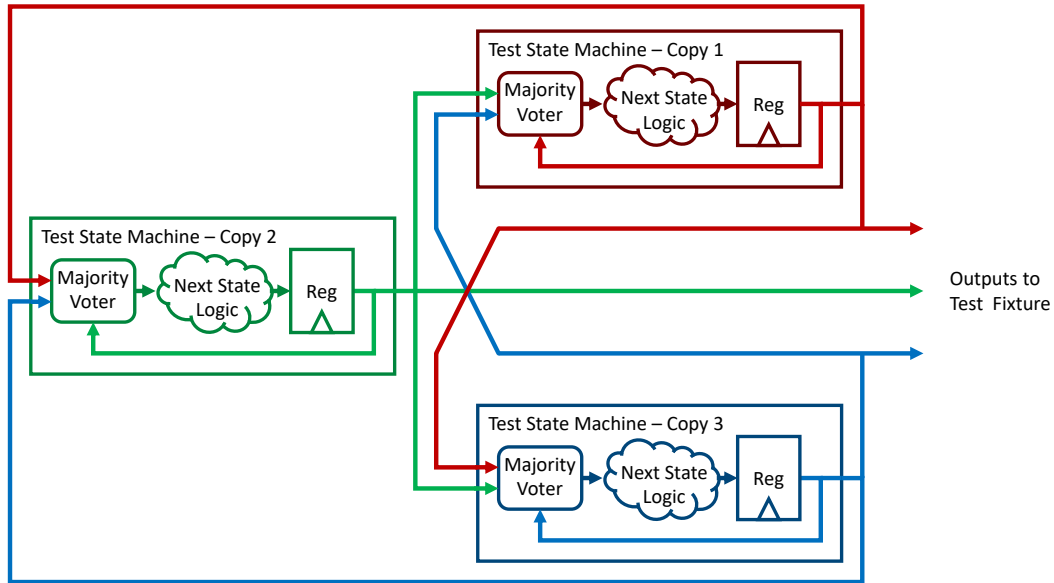 Test State Machine – Copy 1
Majority
Voter
Next State
Logic
Reg
Test State Machine – Copy 2
Majority
Voter
Next State
Logic
Reg
Outputs to
Test Fixture
Test State Machine – Copy 3
Majority
Voter
Next State
Logic
Reg